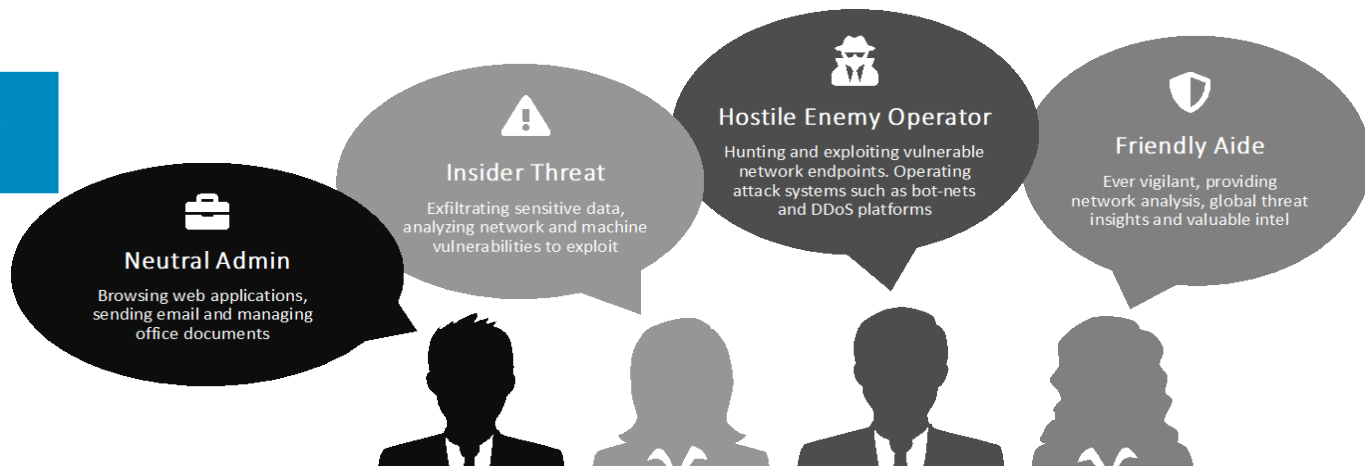 Neutral Admin
Browsing web applications,
sending email and managing
office documents
Insider Threat
Exfiltrating sensitive data,
analyzing network and machine
vulnerabilities to exploit
Hostile Enemy Operator
Hunting and exploiting vulnerable
network endpoints. Operating
attack systems such as bot-nets
and DDoS platforms
Friendly Aide
Ever vigilant, providing
network analysis, global threat
insights and valuable intel